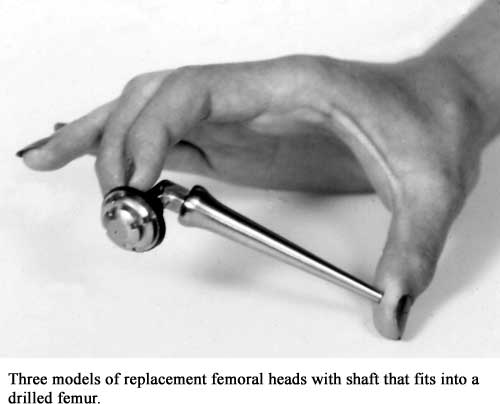 Three models of replacement femoral heads with shaft that fits into a
drilled femur.